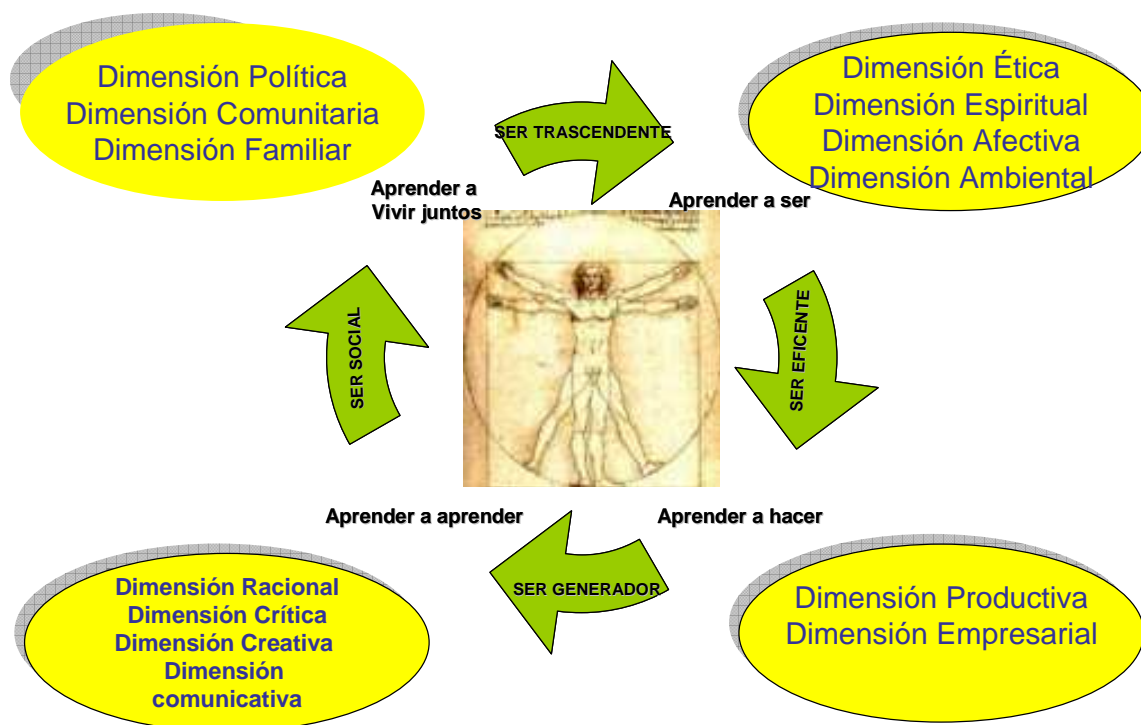 Dimensión Política
Dimensión Comunitaria
Dimensión Familiar
SER TRASCENDENTE
Dimensión Ética
Dimensión Espiritual
Dimensión Afectiva
Dimensión Ambiental
Aprender a
Vivir juntos
Aprender a ser
SER SOCIAL
SER EFICENTE
Aprender a aprender
Aprender a hacer
SER GENERADOR
Dimensión Racional
Dimensión Crítica
Dimensión Creativa
Dimensión
comunicativa
Dimensión Productiva
Dimensión Empresarial